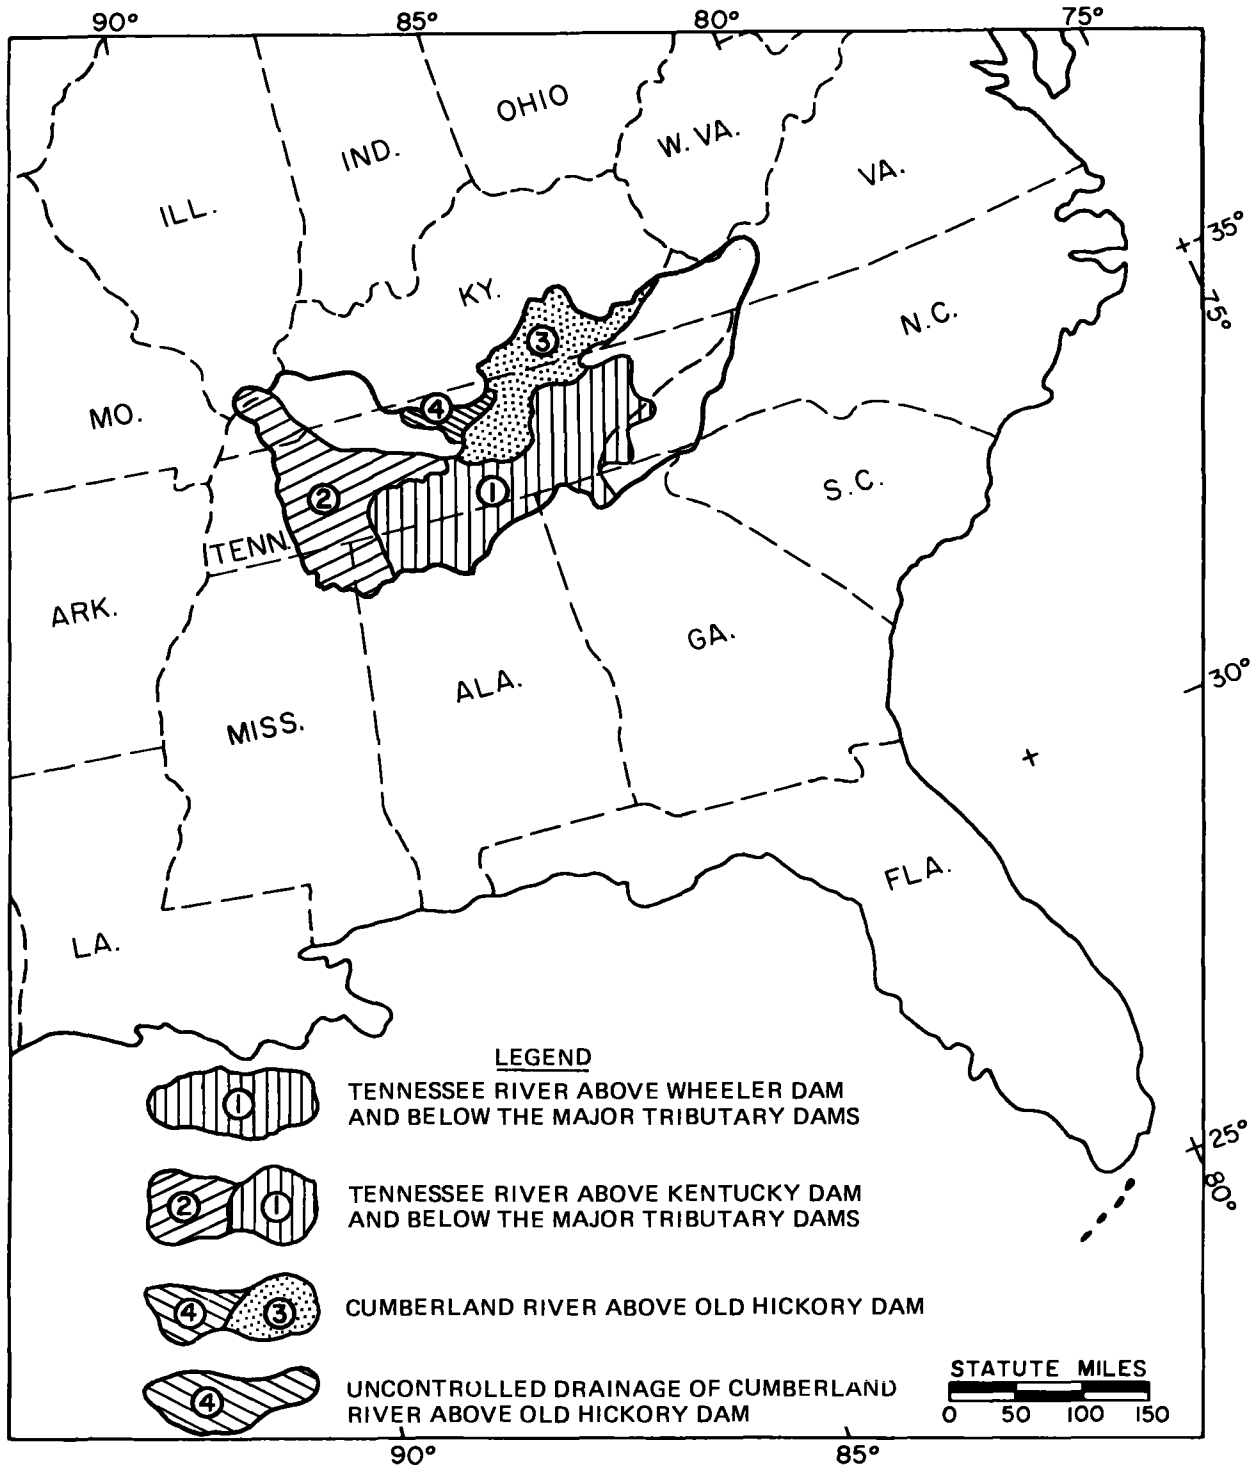 90° 85° 80° 75°
OHIO
IND.
W. VA.
VA.
ILL.
35°
75°
KY.
N.C.
3
4
MO.
S.C.
2
1
TENN.
ARK.
GA.
30°
ALA.
MISS.
FLA.
LA.
LEGEND
1
TENNESSEE RIVER ABOVE WHEELER DAM
AND BELOW THE MAJOR TRIBUTARY DAMS
25°
80°
2 1
TENNESSEE RIVER ABOVE KENTUCKY DAM
AND BELOW THE MAJOR TRIBUTARY DAMS
4 3
CUMBERLAND RIVER ABOVE OLD HICKORY DAM
4
UNCONTROLLED DRAINAGE OF CUMBERLAND
RIVER ABOVE OLD HICKORY DAM
STATUTE MILES
0 50 100 150
90° 85°